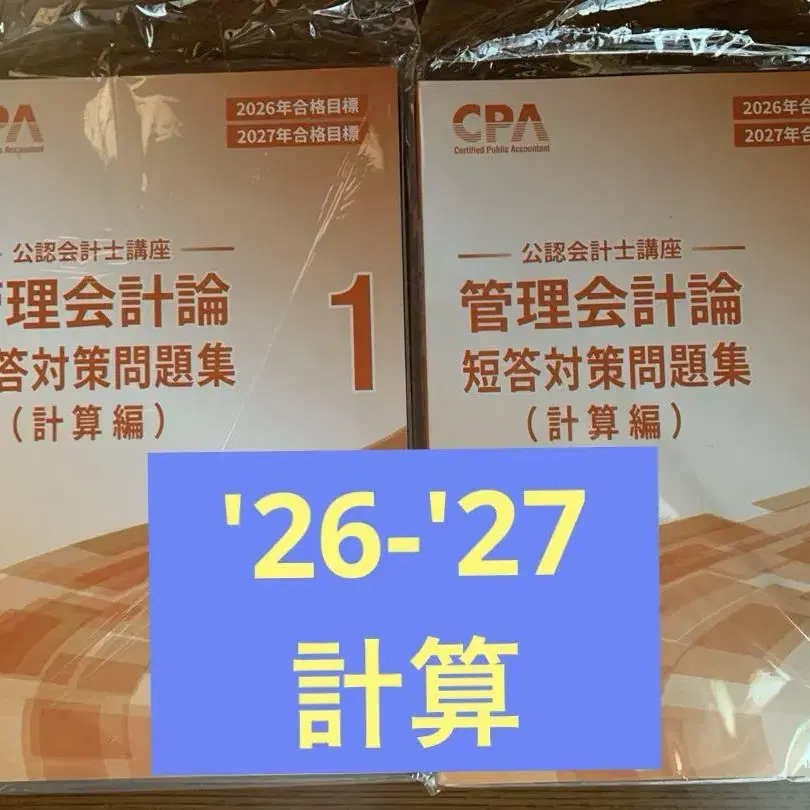 PA
2026年合格目標
2027年合格目標
公認会計士講座
理会計論
答対策問題集
(計算編)
1
CPA
Certified Public Accountant
2026年合
2027年合
公認会計士講座
管理会計論
短答対策問題集
(計算編)
'26-'27
計算